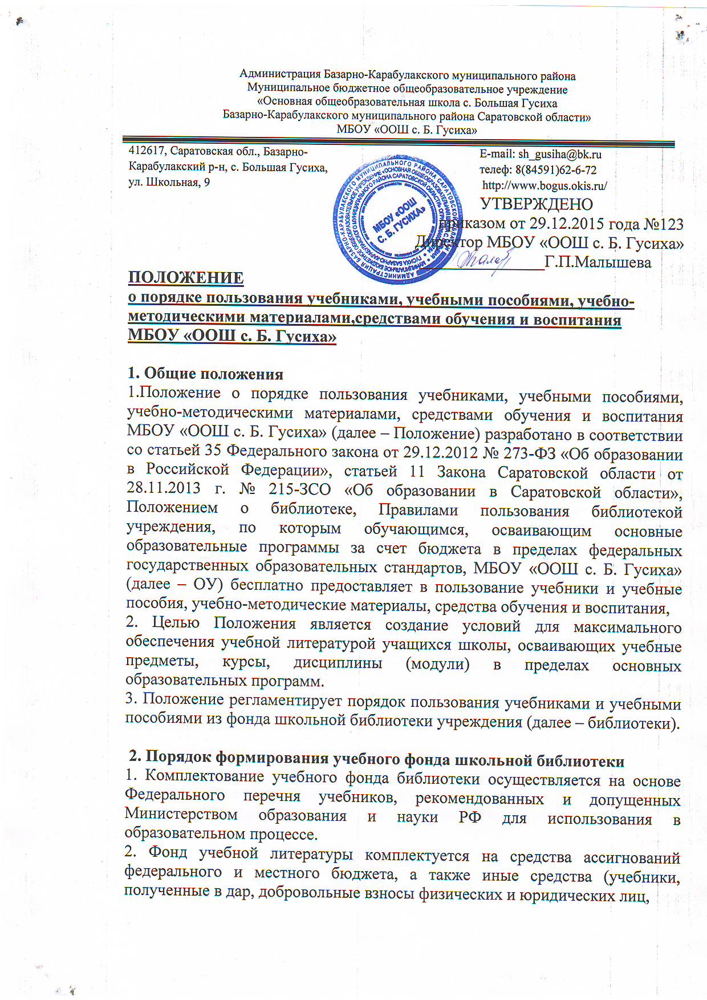 Администрация Базарно-Карабулакского муниципального района
Муниципальное бюджетное общеобразовательное учреждение
«Основная общеобразовательная школа с. Большая Гусиха
Базарно-Карабулакского муниципального района Саратовской области»
МБОУ «ООШ с. Б. Гусиха»
412617, Саратовская обл., Базарно-
Карабулакский р-н, с. Большая Гусиха,
ул. Школьная, 9
E-mail: sh_gusiha@bk.ru
телеф: 8(84591)62-6-72
http://www.bogus.okis.ru/
МБОУ «ООШ
С. Б. ГУСИХА»
УТВЕРЖДЕНО
приказом от 29.12.2015 года №123
Директор МБОУ «ООШ с. Б. Гусиха»
________________Г.П.Малышева
ПОЛОЖЕНИЕ
о порядке пользования учебниками, учебными пособиями, учебно-
методическими материалами,средствами обучения и воспитания
МБОУ «ООШ с. Б. Гусиха»
1. Общие положения
1.Положение о порядке пользования учебниками, учебными пособиями,
учебно-методическими материалами, средствами обучения и воспитания
МБОУ «ООШ с. Б. Гусиха» (далее – Положение) разработано в соответствии
со статьей 35 Федерального закона от 29.12.2012 № 273-ФЗ «Об образовании
в Российской Федерации», статьей 11 Закона Саратовской области от
28.11.2013 г. № 215-ЗСО «Об образовании в Саратовской области»,
Положением о библиотеке, Правилами пользования библиотекой
учреждения, по которым обучающимся, осваивающим основные
образовательные программы за счет бюджета в пределах федеральных
государственных образовательных стандартов, МБОУ «ООШ с. Б. Гусиха»
(далее – ОУ) бесплатно предоставляет в пользование учебники и учебные
пособия, учебно-методические материалы, средства обучения и воспитания,
2. Целью Положения является создание условий для максимального
обеспечения учебной литературой учащихся школы, осваивающих учебные
предметы, курсы, дисциплины (модули) в пределах основных
образовательных программ.
3. Положение регламентирует порядок пользования учебниками и учебными
пособиями из фонда школьной библиотеки учреждения (далее – библиотеки).
2. Порядок формирования учебного фонда школьной библиотеки
1. Комплектование учебного фонда библиотеки осуществляется на основе
Федерального перечня учебников, рекомендованных и допущенных
Министерством образования и науки РФ для использования в
образовательном процессе.
2. Фонд учебной литературы комплектуется на средства ассигнований
федерального и местного бюджета, а также иные средства (учебники,
полученные в дар, добровольные взносы физических и юридических лиц,